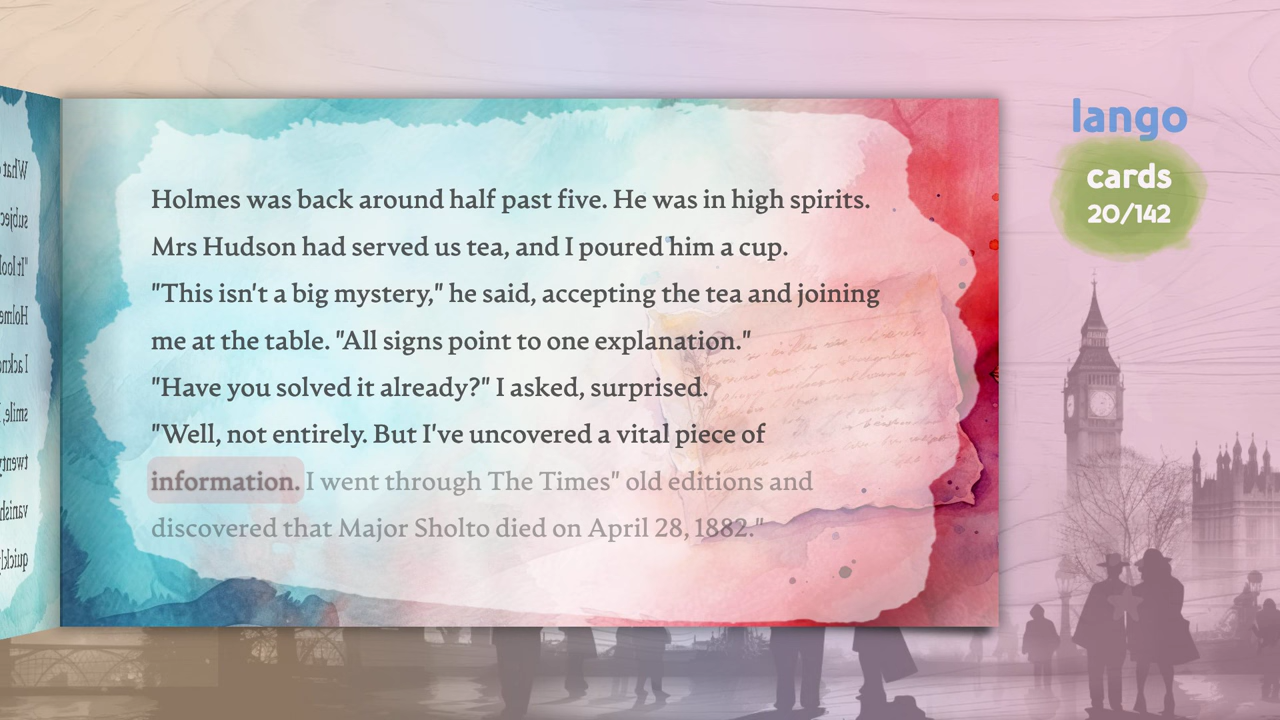 Holmes was back around half past five. He was in high spirits.
Mrs Hudson had served us tea, and I poured him a cup.
"This isn't a big mystery," he said, accepting the tea and joining
me at the table. "All signs point to one explanation."
"Have you solved it already?" I asked, surprised.
"Well, not entirely. But I've uncovered a vital piece of
information. I went through The Times" old editions and
discovered that Major Sholto died on April 28, 1882."
lango
cards
20/142